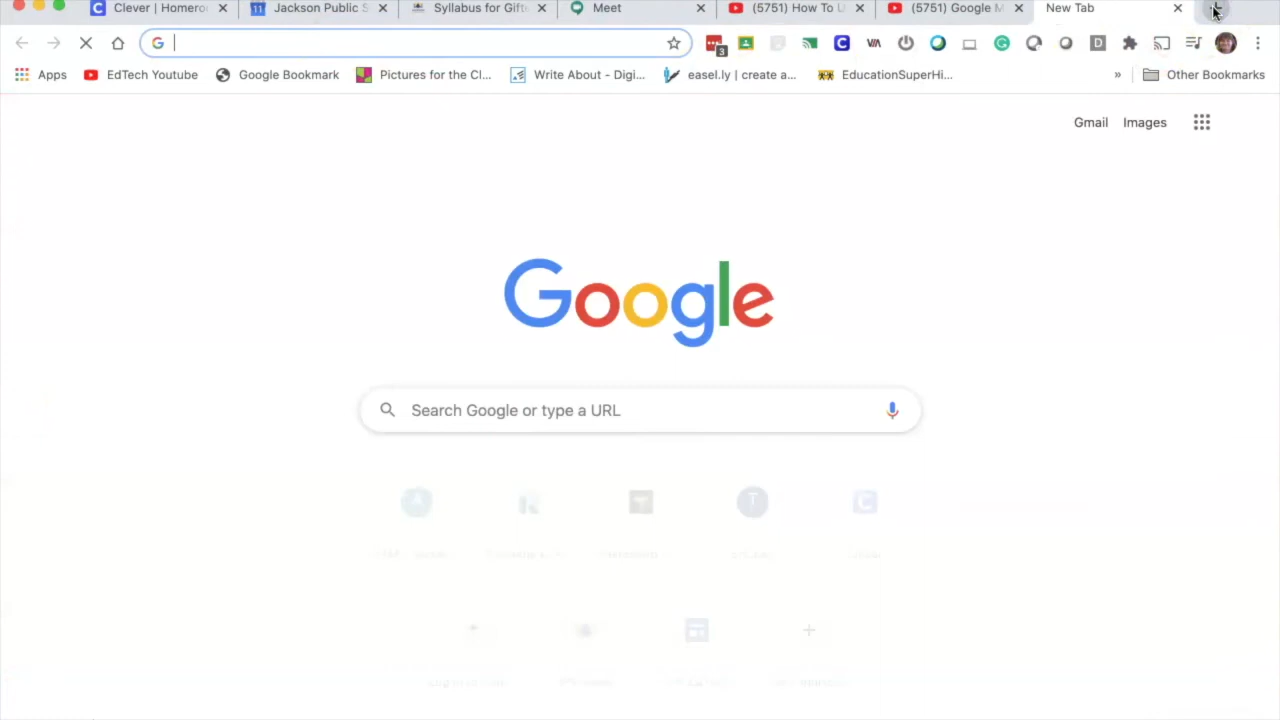 Clever | Homero
Jackson Public S
Syllabus for Gifte
Meet
(5751) How To U
(5751) Google M
New Tab
3
Apps
EdTech Youtube
Google Bookmark
Pictures for the Cl...
Write About - Digi...
easel.ly | create a...
EducationSuperHi...
»
Other Bookmarks
Gmail
Images
Google
Search Google or type a URL